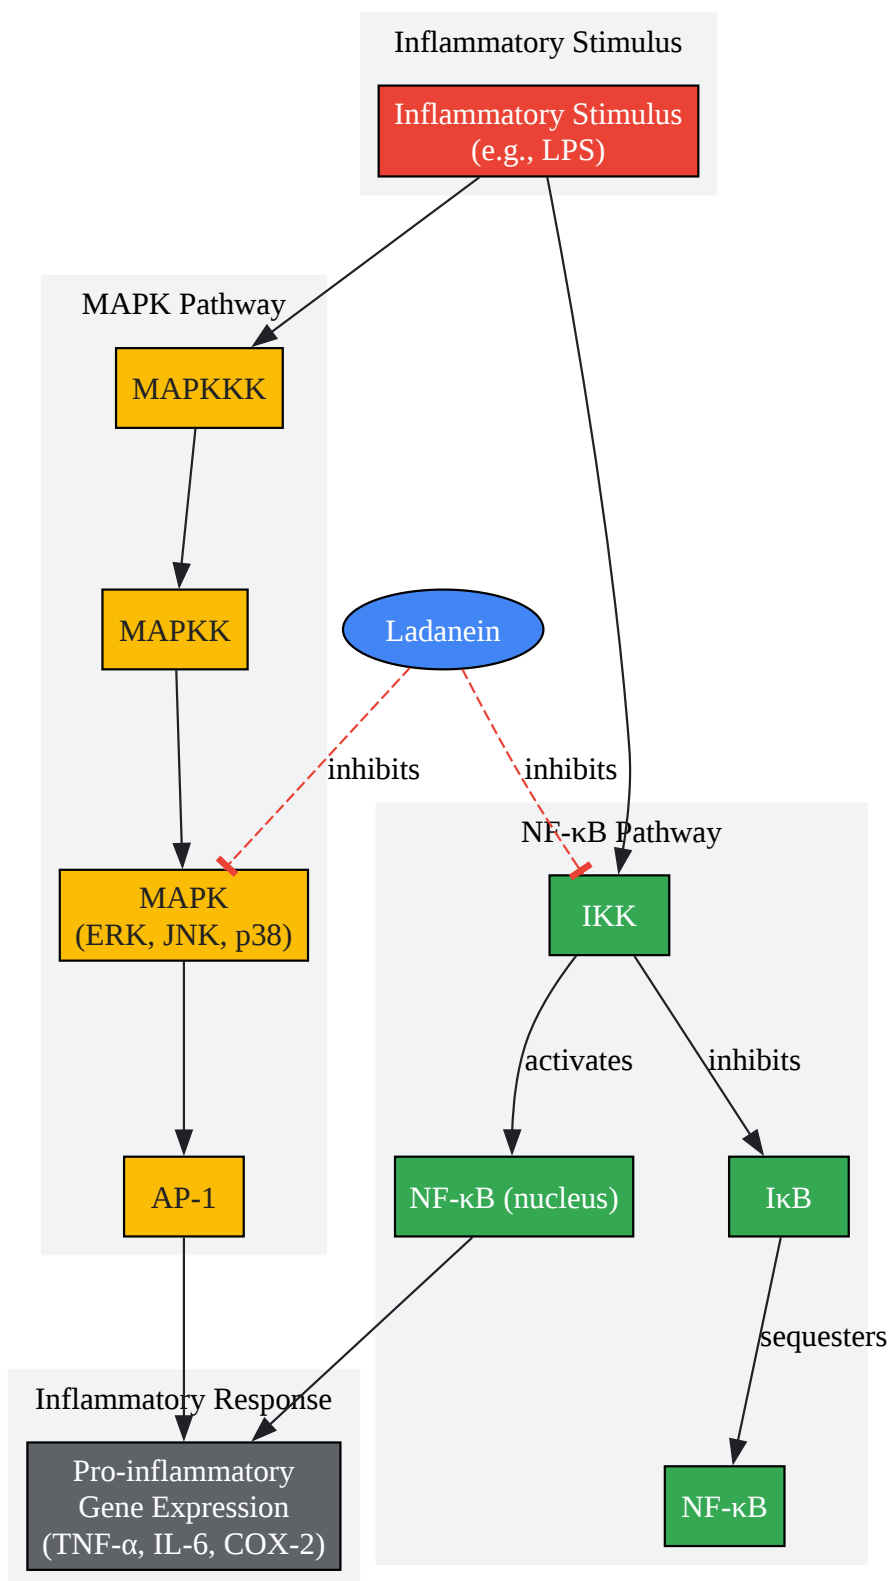 Inflammatory Stimulus
Inflammatory Stimulus
(e.g., LPS)
MAPK Pathway
MAPKKK
MAPKK
Ladanein
inhibits
inhibits
NF-κB Pathway
MAPK
(ERK, JNK, p38)
IKK
activates
inhibits
AP-1
NF-κB (nucleus)
IκB
sequesters
Inflammatory Response
Pro-inflammatory
Gene Expression
(TNF-α, IL-6, COX-2)
NF-κB